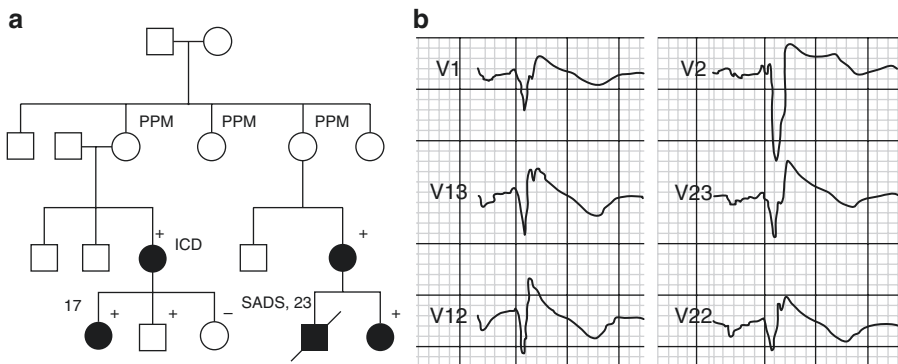 a
PPM
PPM
PPM
+
ICD
+
17
+
+
–
SADS, 23
+
b
V1
V2
V13
V23
V12
V22